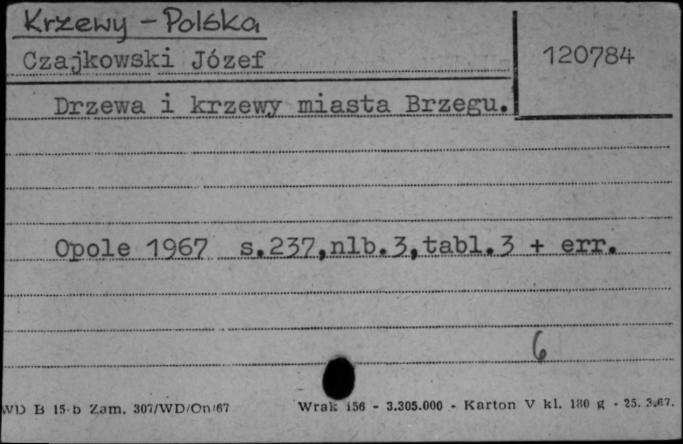 Krzewy - Polska
Czajkowski Józef
120784
Drzewa i krzewy miasta Brzegu.
Opole 1967 s.237,nlb.3,tabl.3 + err.
6
WD B 15-b Zam. 307/WD/On/67 Wrak 156 - 3.305.000 - Karton V kl. 180 g - 25. 3.67.